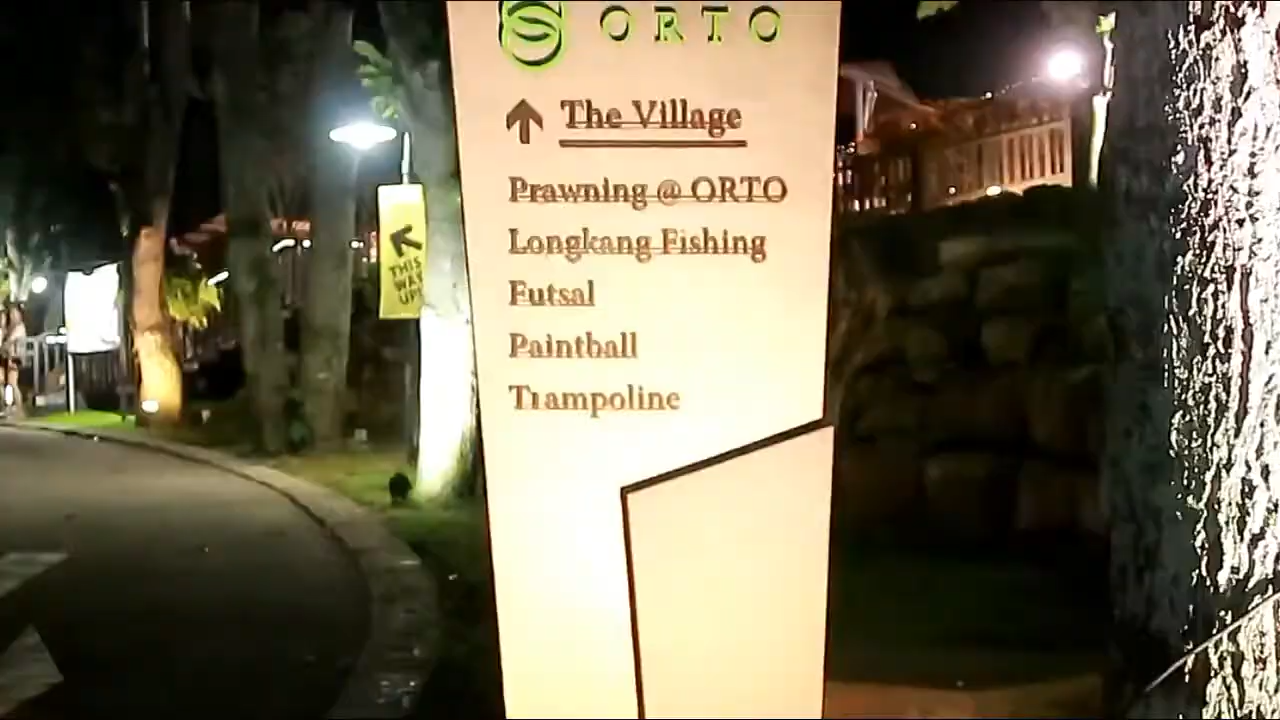 ORTO
The Village
Prawning @ ORTO
Longkang Fishing
Futsal
Paintball
Trampoline
THIS
WAY
UP!